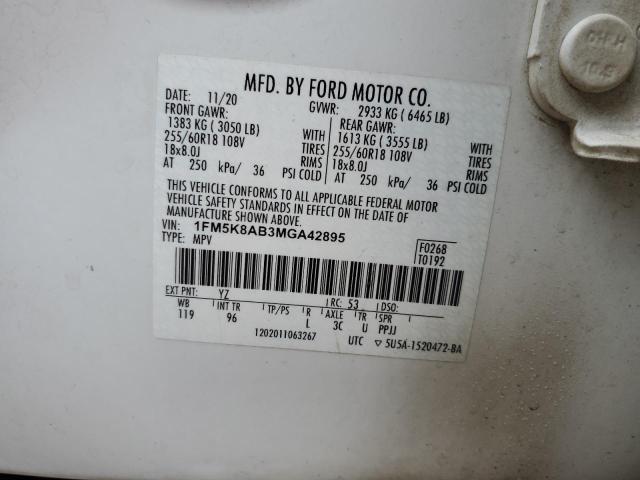 MFD. BY FORD MOTOR CO.
DATE: 11/20 GVWR: 2933 KG ( 6465 LB)
FRONT GAWR: REAR GAWR:
1383 KG ( 3050 LB) WITH 1613 KG ( 3555 LB) WITH
255/60R18 108V TIRES 255/60R18 108V TIRES
18x8.0J RIMS 18x8.0J RIMS
AT 250 kPa/ 36 PSI COLD AT 250 kPa/ 36 PSI COLD
THIS VEHICLE CONFORMS TO ALL APPLICABLE FEDERAL MOTOR
VEHICLE SAFETY STANDARDS IN EFFECT ON THE DATE OF
MANUFACTURE SHOWN ABOVE.
VIN: 1FM5K8AB3MGA42895 F0268
TYPE: MPV T0192
EXT PNT: YZ RC: 53 DSO:
WB INT TR TP/PS R AXLE TR SPR
119 96 L 3C U PPJJ
1202011063267 UTC ▽ 5U5A-1520472-BA